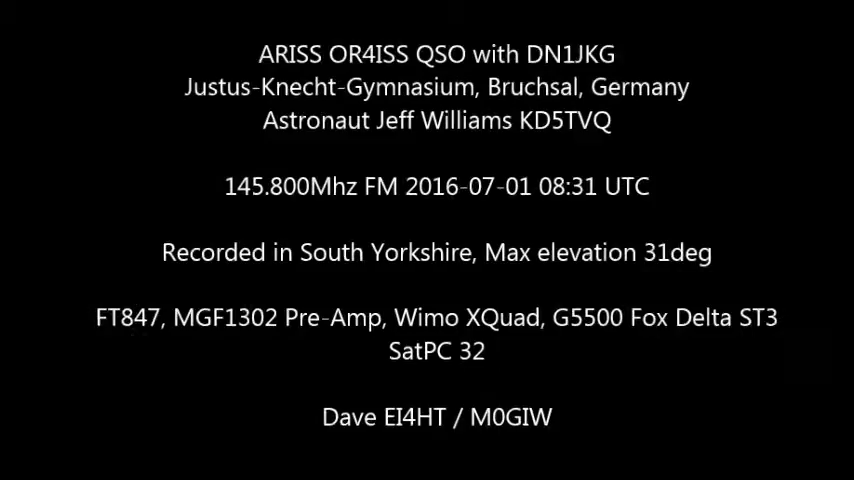 ARISS OR4ISS QSO with DN1JKG
Justus-Knecht-Gymnasium, Bruchsal, Germany
Astronaut Jeff Williams KD5TVQ
145.800Mhz FM 2016-07-01 08:31 UTC
Recorded in South Yorkshire, Max elevation 31deg
FT847, MGF1302 Pre-Amp, Wimo XQuad, G5500 Fox Delta ST3
SatPC 32
Dave EI4HT / M0GIW